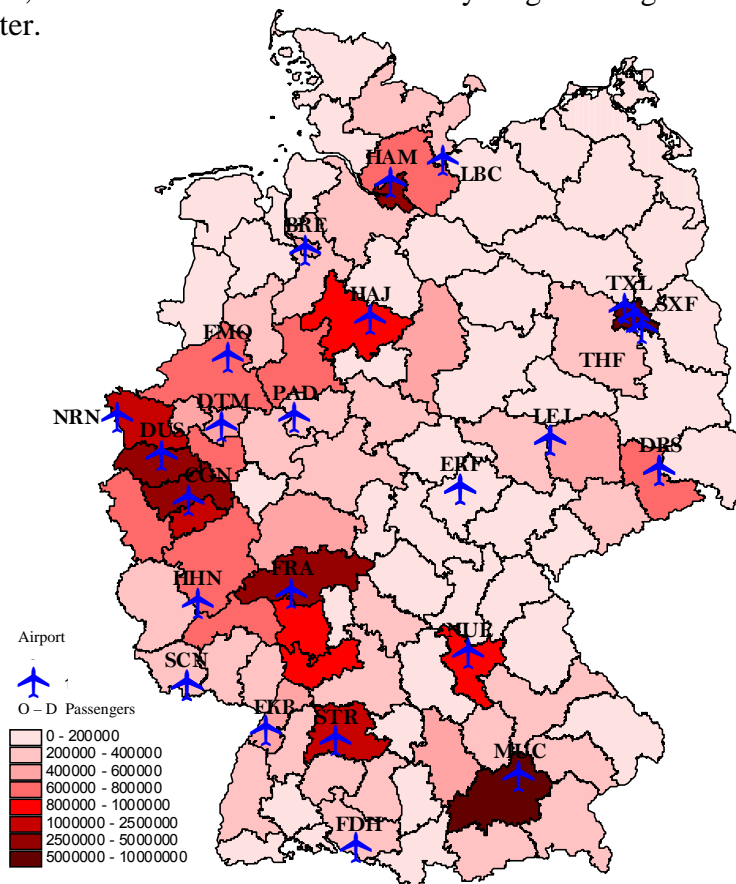 ter.
HAM
LBC
BRE
TXL
HAJ
SXF
FMO
THF
PAD
NRN
DTM
LEJ
DUS
DRS
CGN
ERF
FRA
HHN
Airport
NUE
SCN
O – D Passengers
FKB
STR
0 - 200000
200000 - 400000
MUC
400000 - 600000
600000 - 800000
800000 - 1000000
1000000 - 2500000
FDH
2500000 - 5000000
5000000 - 10000000